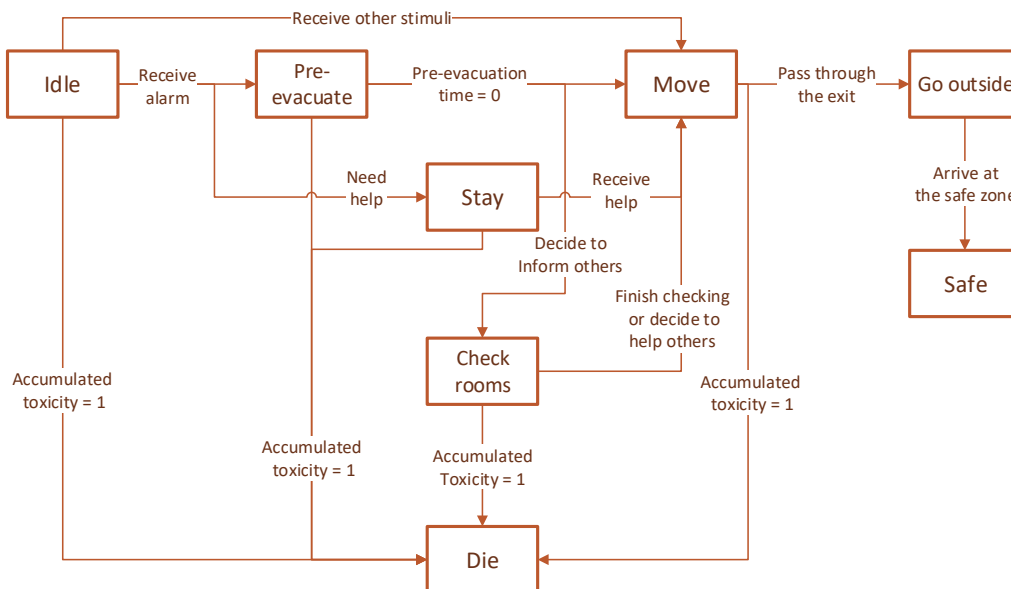 Receive other stimuli
Idle
Receive
alarm
Pre-
evacuate
Pre-evacuation
time = 0
Move
Pass through
the exit
Go outside
Need
help
Stay
Receive
help
Arrive at
the safe zone
Decide to
Inform others
Safe
Finish checking
or decide to
help others
Check
rooms
Accumulated
toxicity = 1
Accumulated
toxicity = 1
Accumulated
toxicity = 1
Accumulated
Toxicity = 1
Die